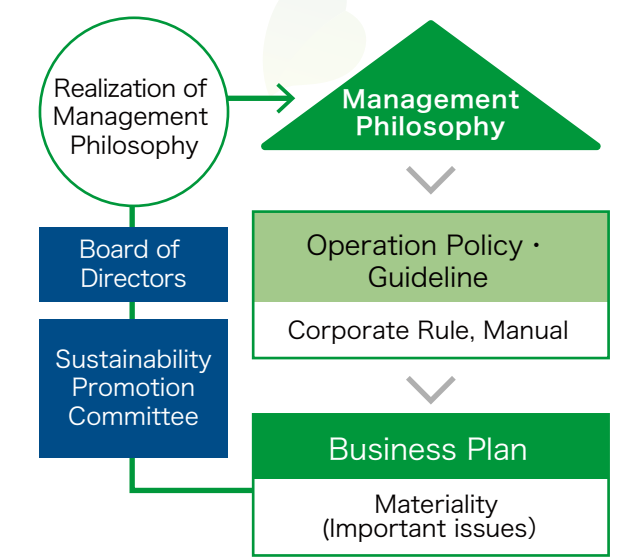 Realization of
Management
Philosophy
Management
Philosophy
Board of
Directors
Operation Policy・
Guideline
Corporate Rule, Manual
Sustainability
Promotion
Committee
Business Plan
Materiality
(Important issues）